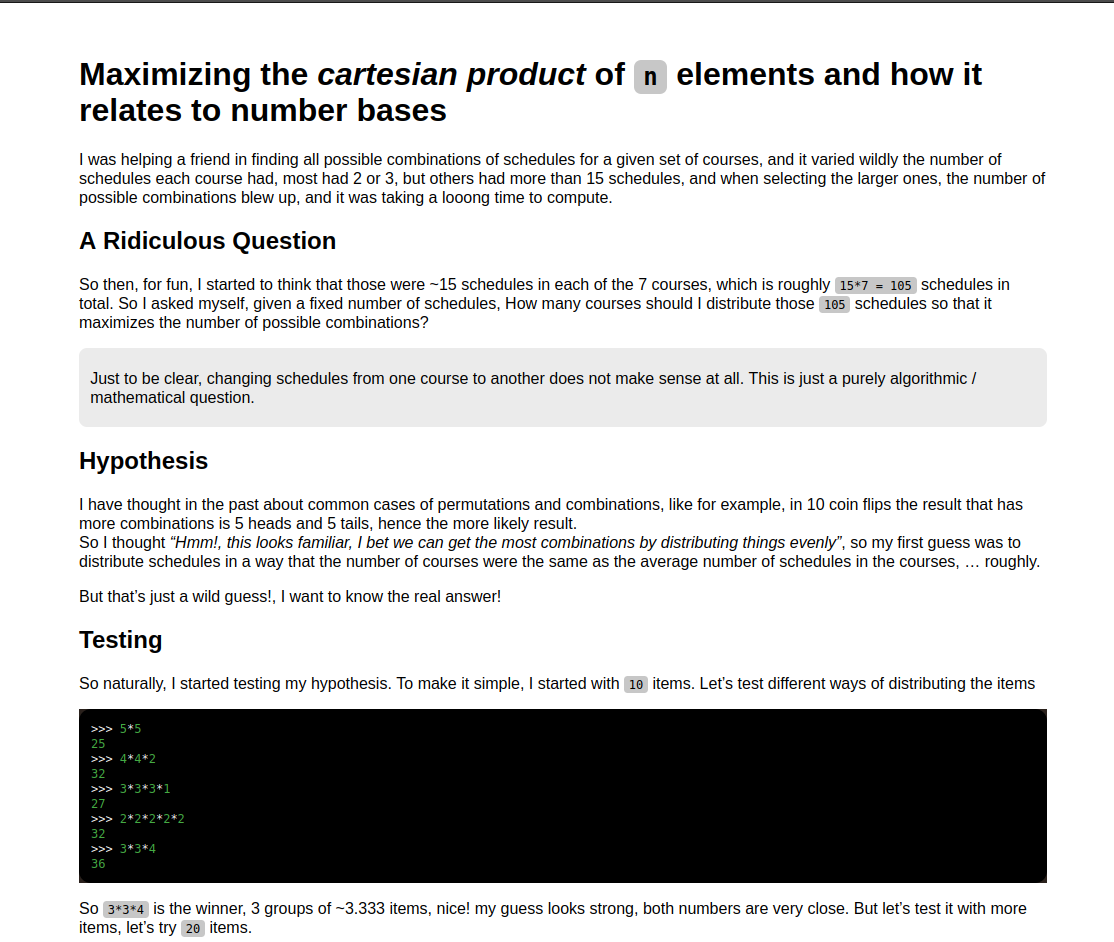 Maximizing the cartesian product of n elements and how it
relates to number bases
I was helping a friend in finding all possible combinations of schedules for a given set of courses, and it varied wildly the number of
schedules each course had, most had 2 or 3, but others had more than 15 schedules, and when selecting the larger ones, the number of
possible combinations blew up, and it was taking a looong time to compute.
A Ridiculous Question
So then, for fun, I started to think that those were ~15 schedules in each of the 7 courses, which is roughly 15*7 = 105 schedules in
total. So I asked myself, given a fixed number of schedules, How many courses should I distribute those 105 schedules so that it
maximizes the number of possible combinations?
Just to be clear, changing schedules from one course to another does not make sense at all. This is just a purely algorithmic /
mathematical question.
Hypothesis
I have thought in the past about common cases of permutations and combinations, like for example, in 10 coin flips the result that has
more combinations is 5 heads and 5 tails, hence the more likely result.
So I thought “Hmm!, this looks familiar, I bet we can get the most combinations by distributing things evenly”, so my first guess was to
distribute schedules in a way that the number of courses were the same as the average number of schedules in the courses, … roughly.
But that’s just a wild guess!, I want to know the real answer!
Testing
So naturally, I started testing my hypothesis. To make it simple, I started with 10 items. Let’s test different ways of distributing the items
>>> 5*5
25
>>> 4*4*2
32
>>> 3*3*3*1
27
>>> 2*2*2*2*2
32
>>> 3*3*4
36
So 3*3*4 is the winner, 3 groups of ~3.333 items, nice! my guess looks strong, both numbers are very close. But let’s test it with more
items, let’s try 20 items.